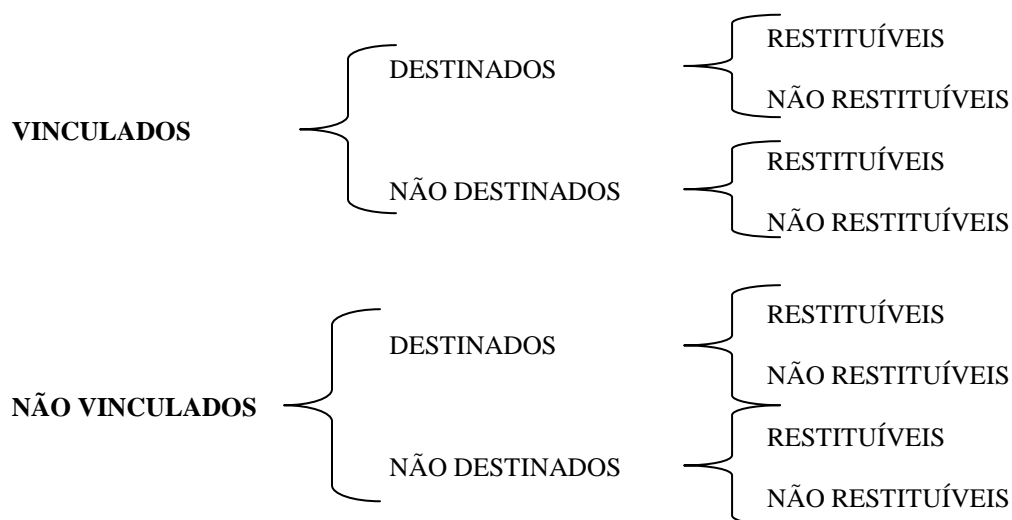 VINCULADOS
DESTINADOS
RESTITUÍVEIS
NÃO RESTITUÍVEIS
NÃO DESTINADOS
RESTITUÍVEIS
NÃO RESTITUÍVEIS
NÃO VINCULADOS
DESTINADOS
RESTITUÍVEIS
NÃO RESTITUÍVEIS
NÃO DESTINADOS
RESTITUÍVEIS
NÃO RESTITUÍVEIS